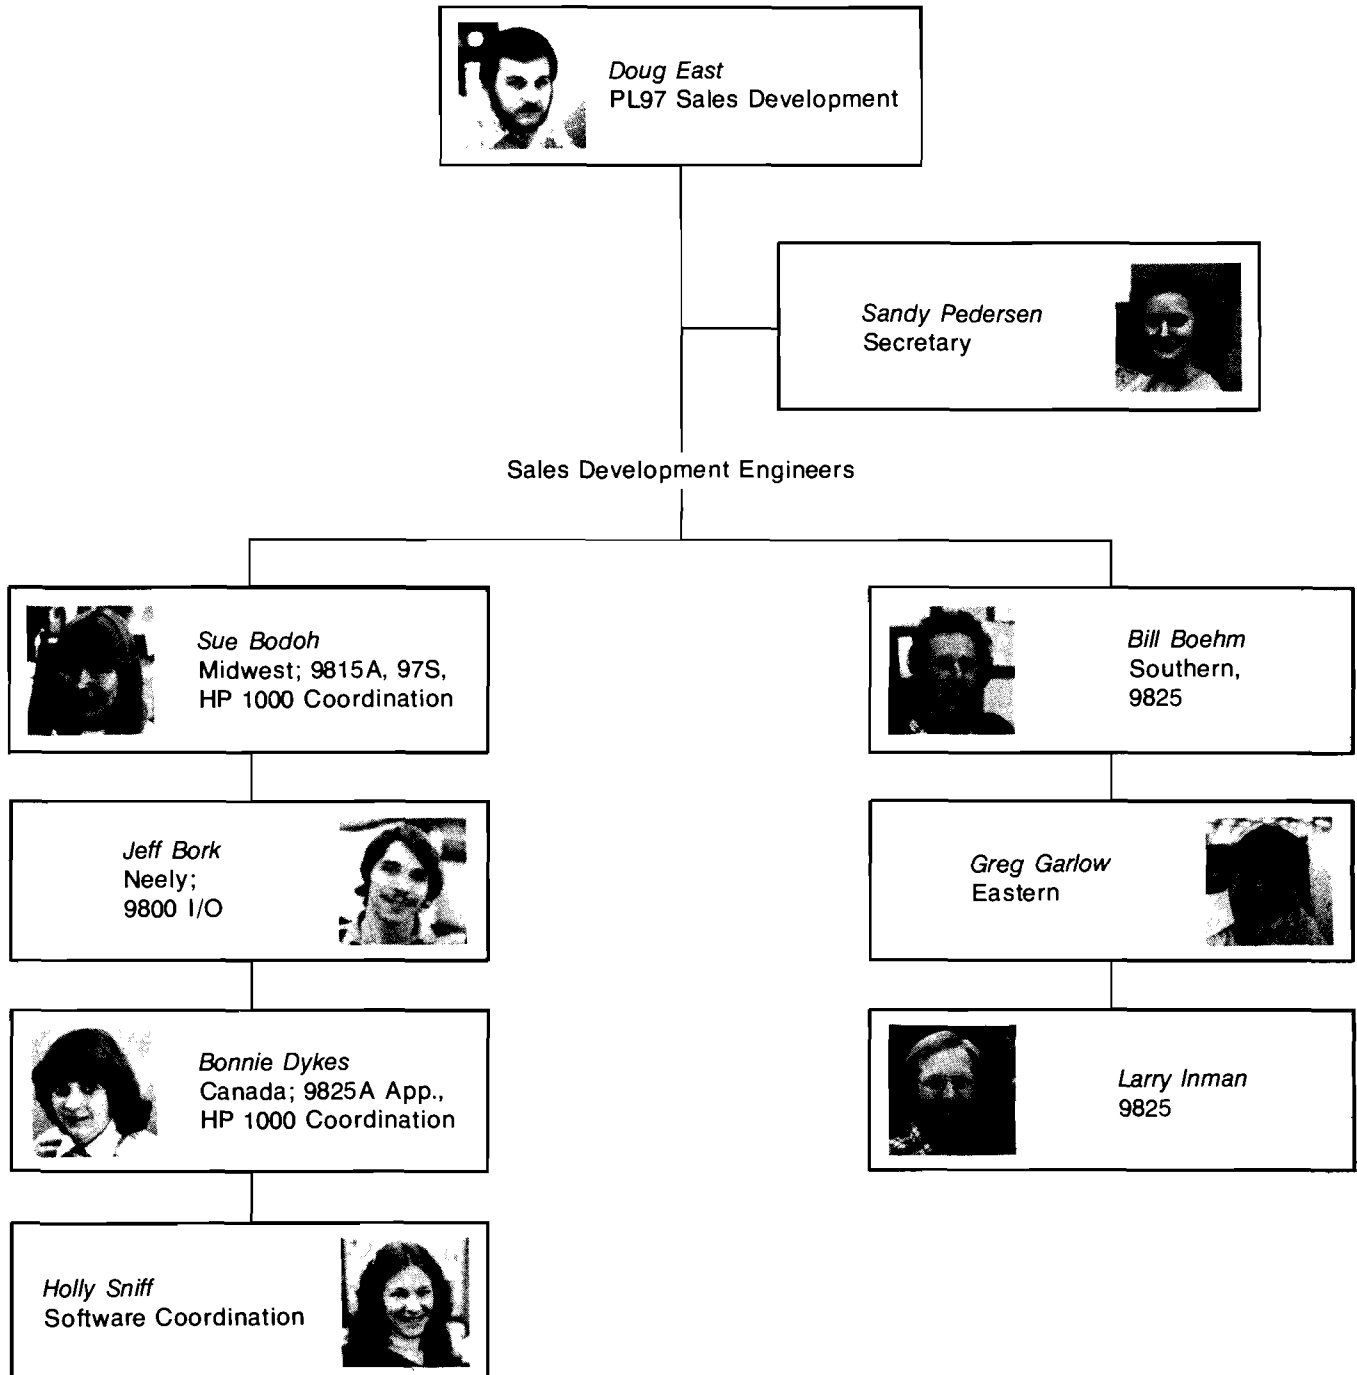 Doug East
PL97 Sales Development
Sandy Pedersen
Secretary
Sales Development Engineers
Sue Bodoh
Midwest; 9815A, 97S,
HP 1000 Coordination
Bill Boehm
Southern,
9825
Jeff Bork
Neely;
9800 I/O
Greg Garlow
Eastern
Bonnie Dykes
Canada; 9825A App.,
HP 1000 Coordination
Larry Inman
9825
Holly Sniff
Software Coordination